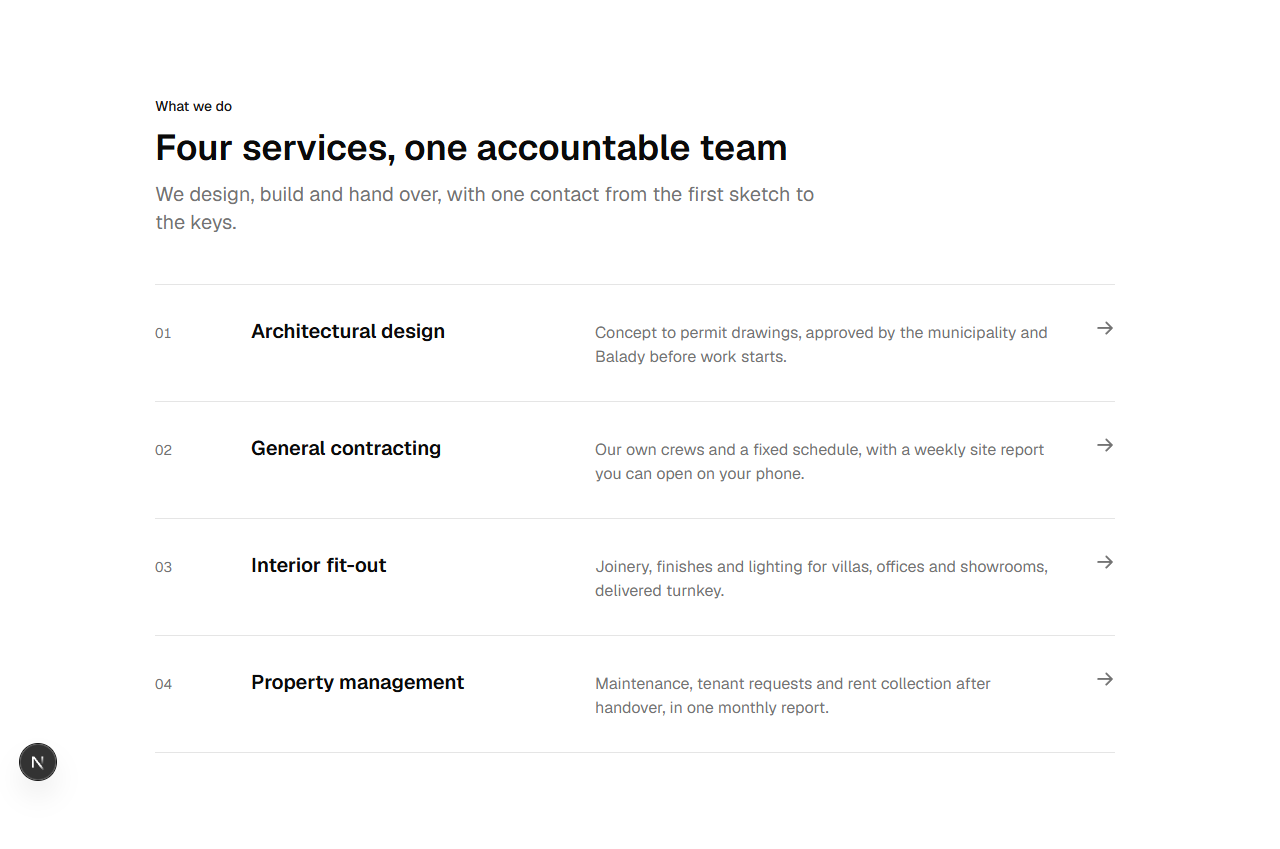 What we do
Four services, one accountable team
We design, build and hand over, with one contact from the first sketch to
the keys.
01
Architectural design
Concept to permit drawings, approved by the municipality and
Balady before work starts.
02
General contracting
Our own crews and a fixed schedule, with a weekly site report
you can open on your phone.
03
Interior fit-out
Joinery, finishes and lighting for villas, offices and showrooms,
delivered turnkey.
04
Property management
Maintenance, tenant requests and rent collection after
handover, in one monthly report.
N